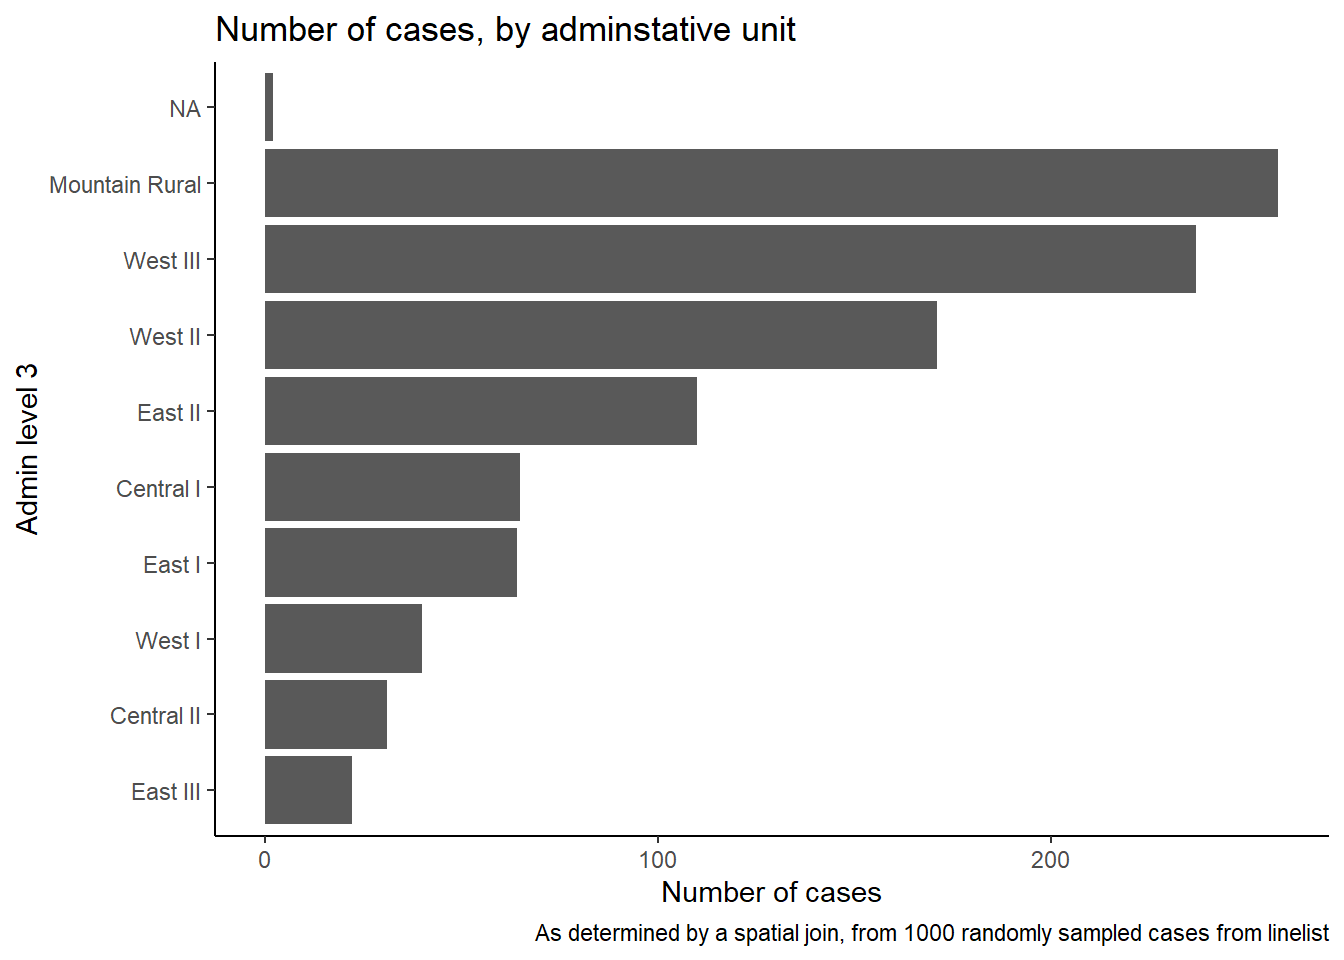 Number of cases, by adminstative unit
NA
Mountain Rural
West III
West II
East II
Central I
East I
West I
Central II
East III
Admin level 3
0 100 200
Number of cases
As determined by a spatial join, from 1000 randomly sampled cases from linelist